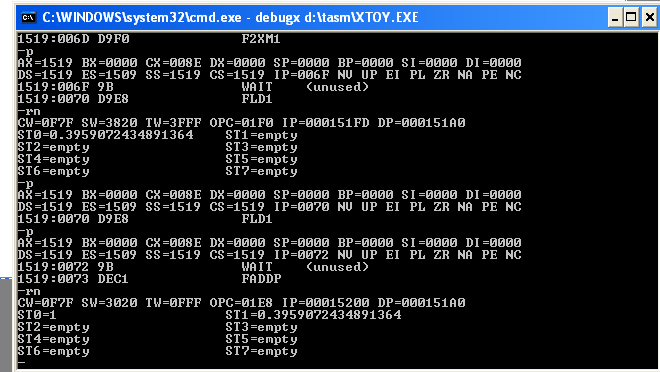 C:\WINDOWS\system32\cmd.exe - debugx d:\tasm\XTOY.EXE
1519:006D D9F0 F2XM1
-p
AX=1519 BX=0000 CX=008E DX=0000 SP=0000 BP=0000 SI=0000 DI=0000
DS=1519 ES=1509 SS=1519 CS=1519 IP=006F NV UP EI PL ZR NA PE NC
1519:006F 9B WAIT (unused)
1519:0070 D9E8 FLD1
-rn
CW=0F7F SW=3820 TW=3FFF OPC=01F0 IP=000151FD DP=000151A0
ST0=0.3959072434891364 ST1=empty
ST2=empty ST3=empty
ST4=empty ST5=empty
ST6=empty ST7=empty
-p
AX=1519 BX=0000 CX=008E DX=0000 SP=0000 BP=0000 SI=0000 DI=0000
DS=1519 ES=1509 SS=1519 CS=1519 IP=0070 NV UP EI PL ZR NA PE NC
1519:0070 D9E8 FLD1
-p
AX=1519 BX=0000 CX=008E DX=0000 SP=0000 BP=0000 SI=0000 DI=0000
DS=1519 ES=1509 SS=1519 CS=1519 IP=0072 NV UP EI PL ZR NA PE NC
1519:0072 9B WAIT (unused)
1519:0073 DEC1 FADDP
-rn
CW=0F7F SW=3020 TW=0FFF OPC=01E8 IP=00015200 DP=000151A0
ST0=1 ST1=0.3959072434891364
ST2=empty ST3=empty
ST4=empty ST5=empty
ST6=empty ST7=empty
-